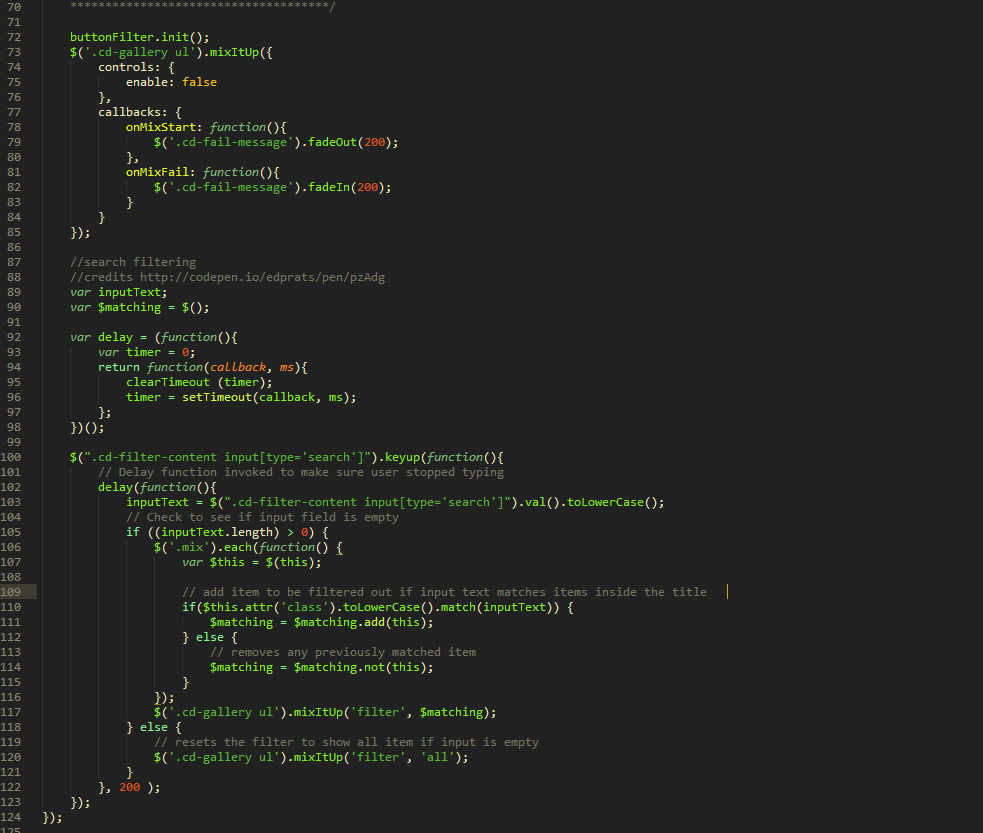 70 *************************************/
71
72 buttonFilter.init();
73 $('.cd-gallery ul').mixItUp({
74 controls: {
75 enable: false
76 },
77 callbacks: {
78 onMixStart: function(){
79 $('.cd-fail-message').fadeOut(200);
80 },
81 onMixFail: function(){
82 $('.cd-fail-message').fadeIn(200);
83 }
84 }
85 });
86
87 //search filtering
88 //credits http://codepen.io/edprats/pen/pzAdg
89 var inputText;
90 var $matching = $();
91
92 var delay = (function(){
93 var timer = 0;
94 return function(callback, ms){
95 clearTimeout (timer);
96 timer = setTimeout(callback, ms);
97 };
98 })();
99
100 $(".cd-filter-content input[type='search']").keyup(function(){
101 // Delay function invoked to make sure user stopped typing
102 delay(function(){
103 inputText = $(".cd-filter-content input[type='search']").val().toLowerCase();
104 // Check to see if input field is empty
105 if ((inputText.length) > 0) {
106 $('.mix').each(function() {
107 var $this = $(this);
108
109 // add item to be filtered out if input text matches items inside the title
110 if($this.attr('class').toLowerCase().match(inputText)) {
111 $matching = $matching.add(this);
112 } else {
113 // removes any previously matched item
114 $matching = $matching.not(this);
115 }
116 });
117 $('.cd-gallery ul').mixItUp('filter', $matching);
118 } else {
119 // resets the filter to show all item if input is empty
120 $('.cd-gallery ul').mixItUp('filter', 'all');
121 }
122 }, 200 );
123 });
124 });
125